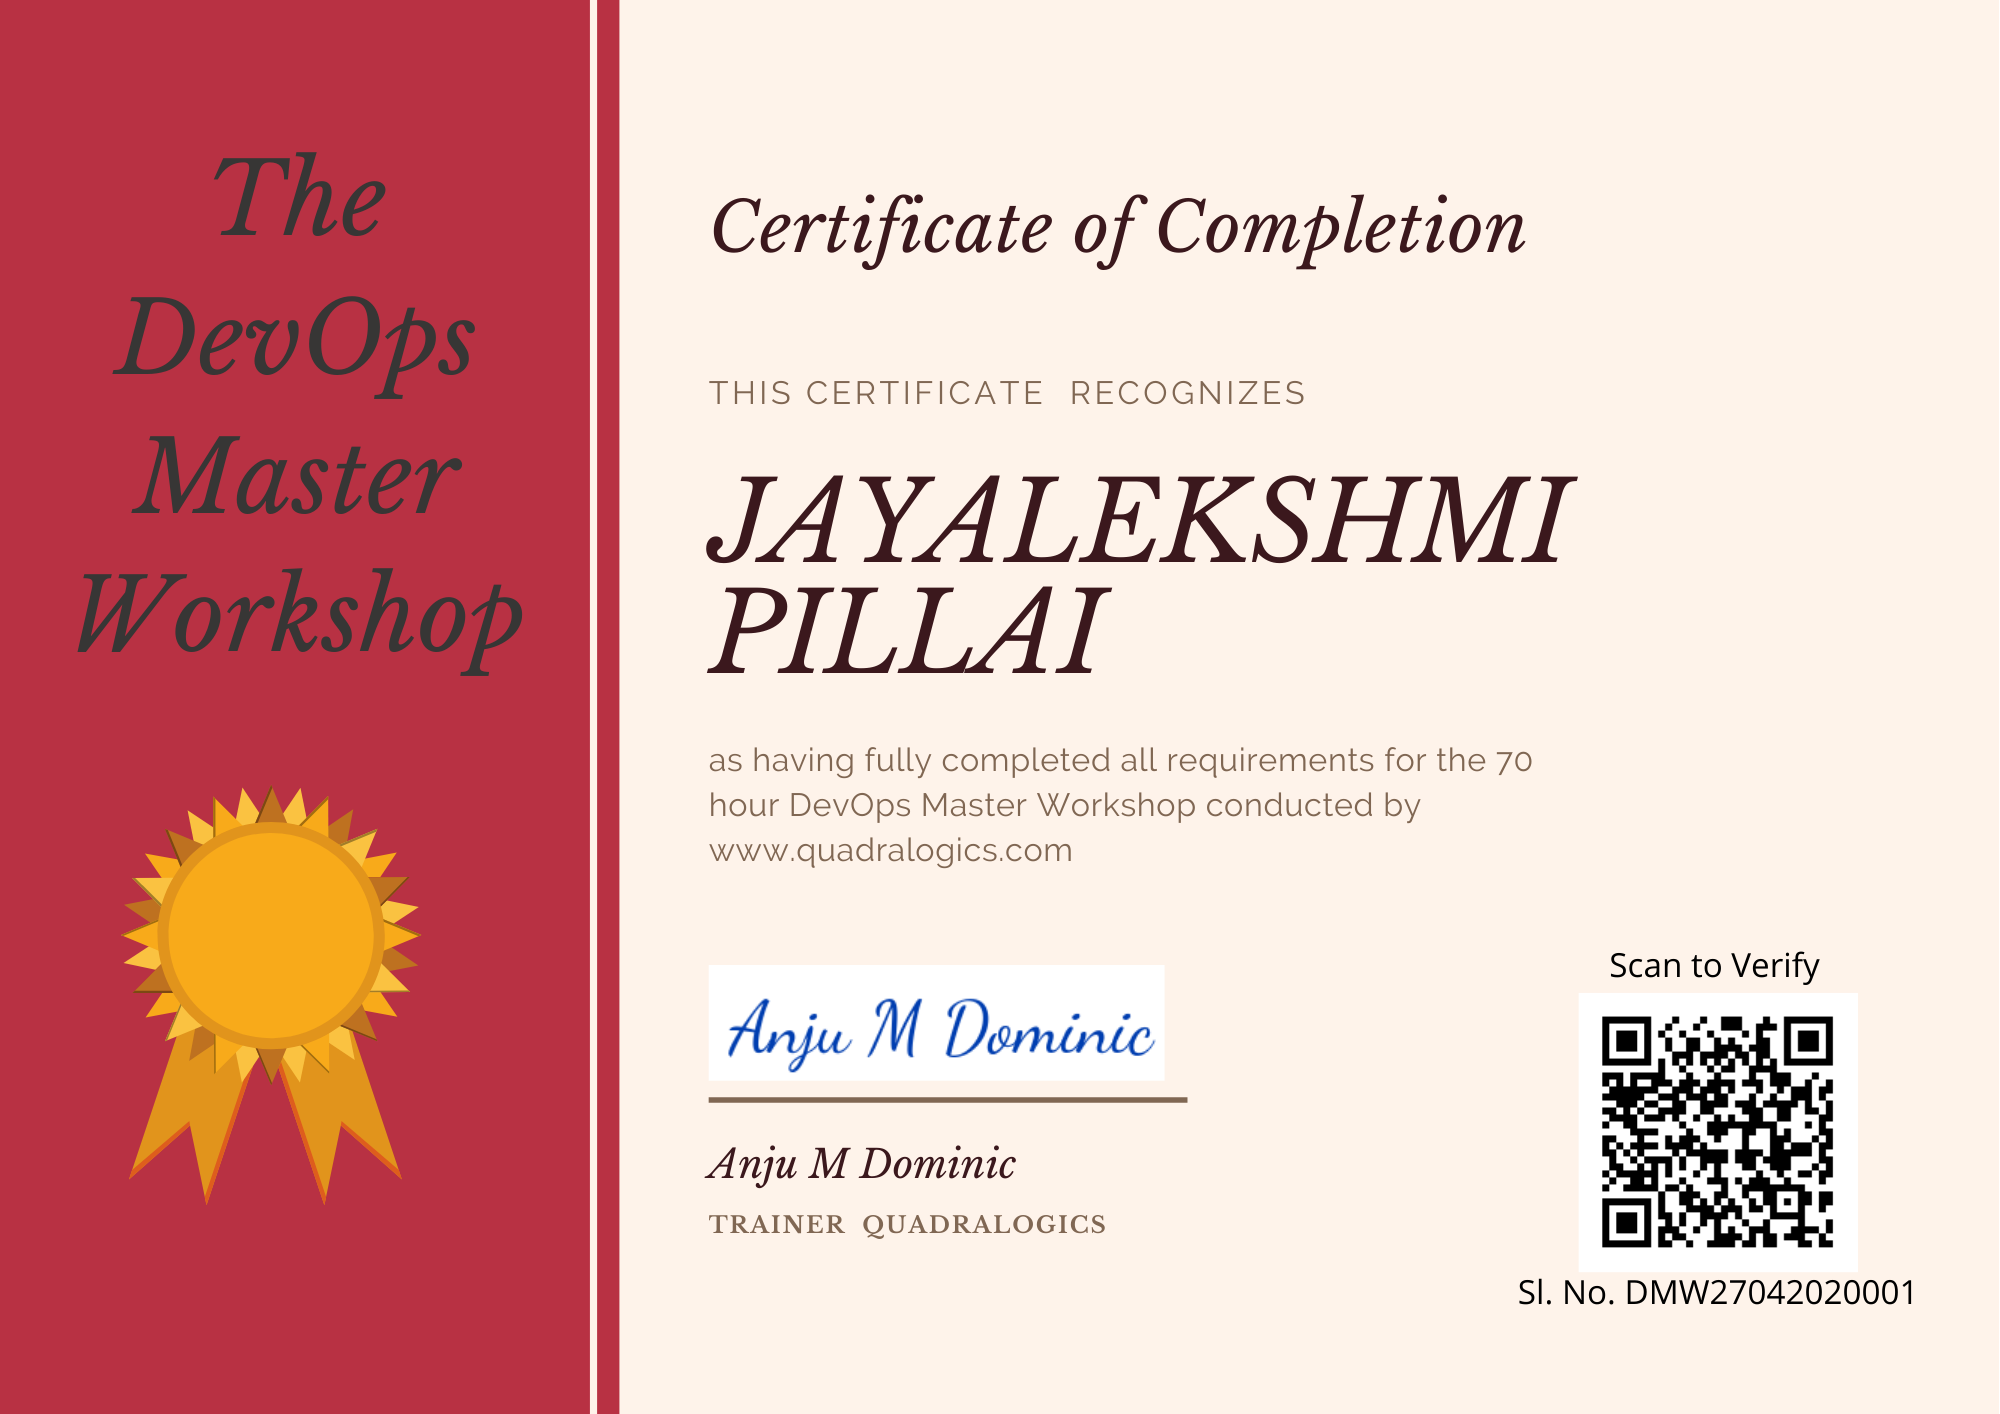 The
DevOps
Master
Workshop
Certificate of Completion
THIS CERTIFICATE RECOGNIZES
JAYALEKSHMI
PILLAI
as having fully completed all requirements for the 70
hour DevOps Master Workshop conducted by
www.quadralogics.com
Anju M Dominic
Anju M Dominic
TRAINER QUADRALOGICS
Scan to Verify
Sl. No. DMW27042020001